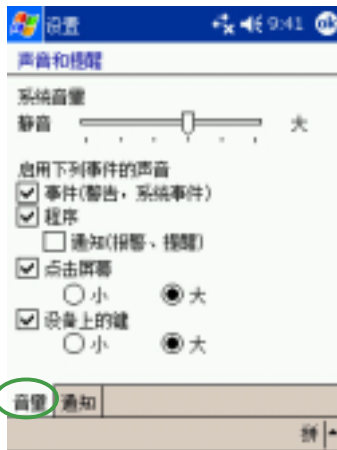 设置 9:41 ok
声音和提醒
系统音量
静音 大
启用下列事件的声音
事件(警告,系统事件)
程序
通知(报警、提醒)
点击屏幕
小 大
设备上的键
小 大
音量 通知
拼